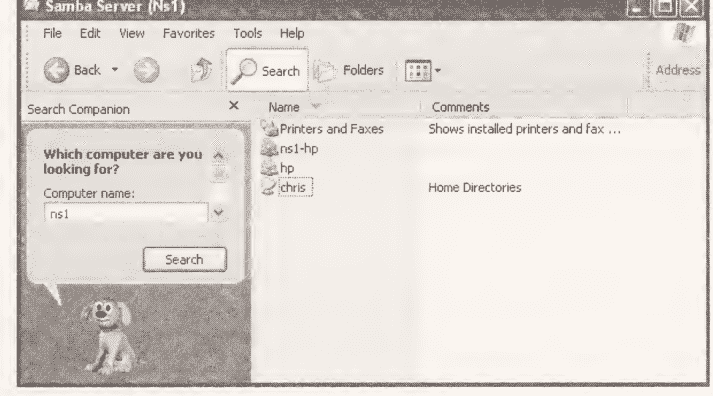 Samba Server (Ns1)
File Edit View Favorites Tools Help
Back Search Folders Address
Search Companion
Which computer are you
looking for?
Computer name:
ns1
Search
Name Comments
Printers and Faxes Shows installed printers and fax ...
ns1-hp
hp
chris Home Directories